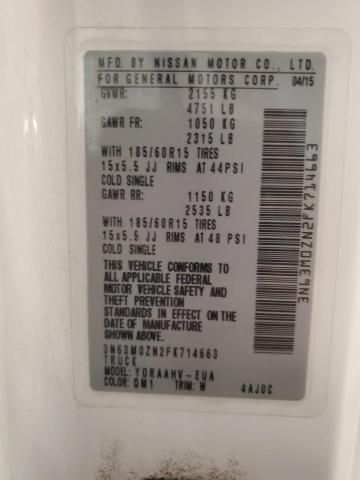 MFD. BY NISSAN MOTOR CO., LTD.
FOR GENERAL MOTORS CORP. 04/15
GVWR: 2155 KG
4751 LB
GAWR FR: 1050 KG
2315 LB
WITH 185/60R15 TIRES
15x5.5 JJ RIMS AT 44PSI
COLD SINGLE
GAWR RR: 1150 KG
2535 LB
WITH 185/60R15 TIRES
15x5.5 JJ RIMS AT 48 PSI
COLD SINGLE
THIS VEHICLE CONFORMS TO
ALL APPLICABLE FEDERAL
MOTOR VEHICLE SAFETY AND
THEFT PREVENTION
STANDARDS IN EFFECT ON
THE DATE OF MANUFACTURE
SHOWN ABOVE.
3N63M0ZN2FK714663
TRUCK
MODEL: YDRAAHV-EUA
COLOR: QM1 TRIM: W 4AJ0C
3N63M0ZN2FK714663